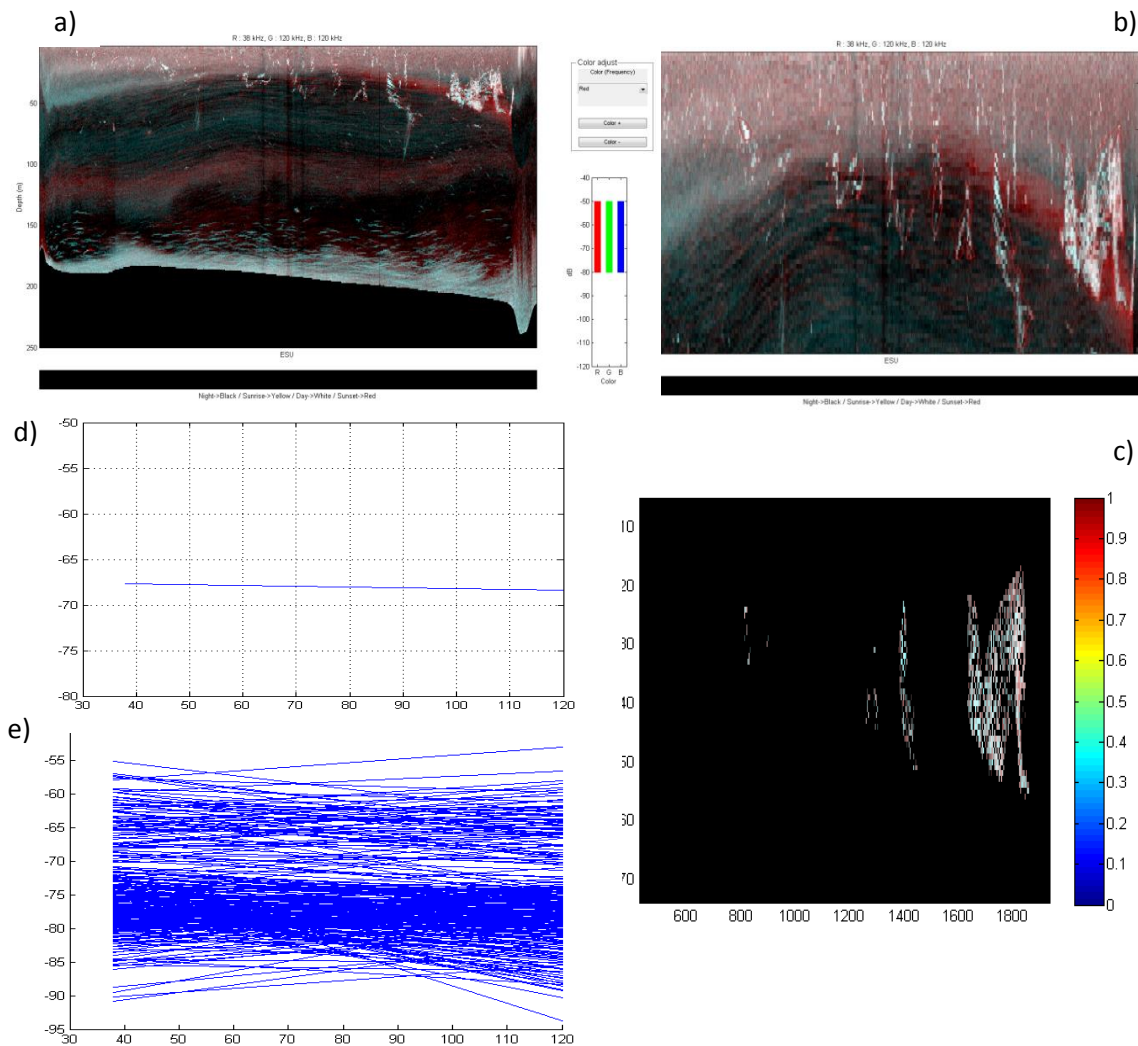 a)
R : 38 kHz, G : 120 kHz, B : 120 kHz
50
100
150
200
250
Depth (m)
ESU
Night->Black / Sunrise->Yellow / Day->White / Sunset->Red
Color adjust
Color (Frequency)
Red
Color +
Color -
-40
-50
-60
-70
-80
-90
-100
-110
-120
dB
R G B
Color
b)
R : 38 kHz, G : 120 kHz, B : 120 kHz
ESU
Night->Black / Sunrise->Yellow / Day->White / Sunset->Red
d)
-50
-55
-60
-65
-70
-75
-80
30 40 50 60 70 80 90 100 110 120
c)
10
20
30
40
50
60
70
600 800 1000 1200 1400 1600 1800
1
0.9
0.8
0.7
0.6
0.5
0.4
0.3
0.2
0.1
0
e)
-55
-60
-65
-70
-75
-80
-85
-90
-95
30 40 50 60 70 80 90 100 110 120